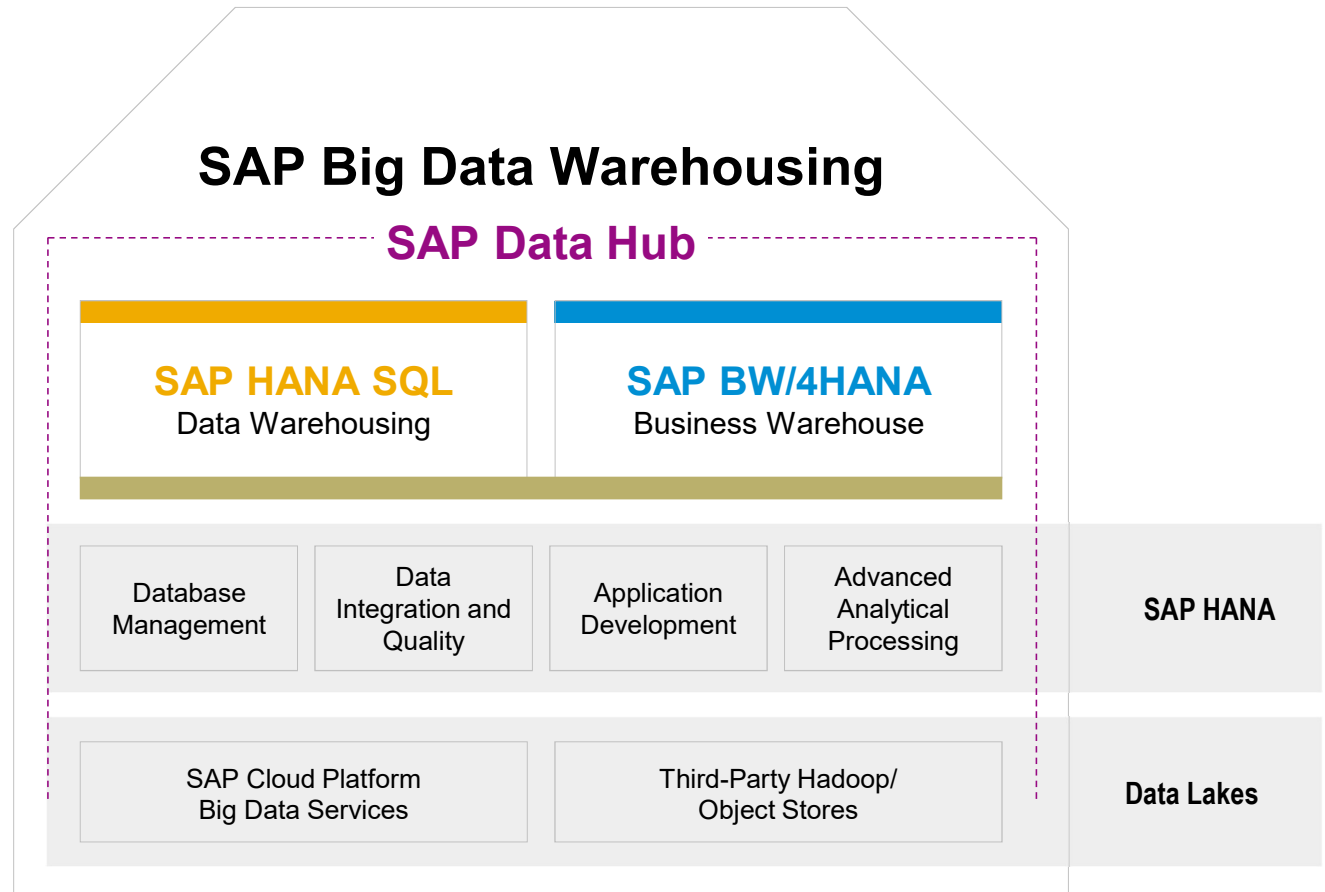 SAP Big Data Warehousing
SAP Data Hub
SAP HANA SQL
Data Warehousing
SAP BW/4HANA
Business Warehouse
Database
Management
Data
Integration and
Quality
Application
Development
Advanced
Analytical
Processing
SAP HANA
SAP Cloud Platform
Big Data Services
Third-Party Hadoop/
Object Stores
Data Lakes